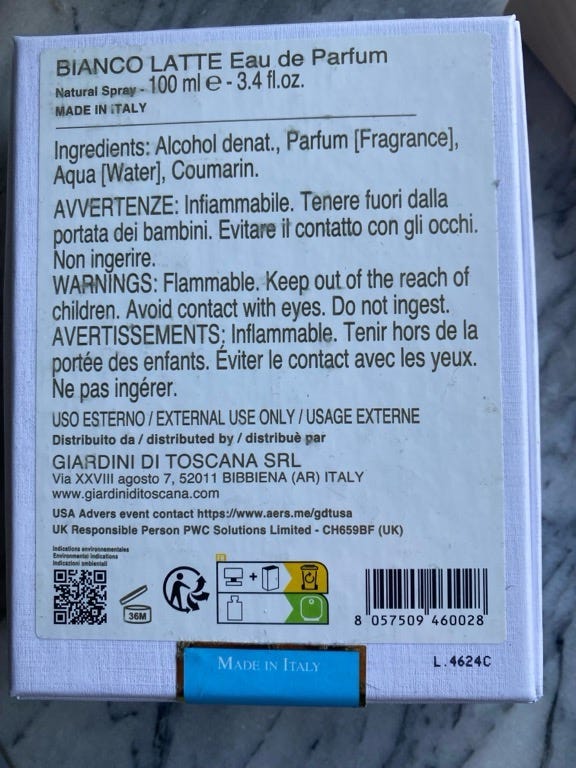 BIANCO LATTE Eau de Parfum
Natural Spray - 100 ml e - 3.4 fl.oz.
MADE IN ITALY
Ingredients: Alcohol denat., Parfum [Fragrance],
Aqua [Water], Coumarin.
AVVERTENZE: Infiammabile. Tenere fuori dalla
portata dei bambini. Evitare il contatto con gli occhi.
Non ingerire.
WARNINGS: Flammable. Keep out of the reach of
children. Avoid contact with eyes. Do not ingest.
AVERTISSEMENTS: Inflammable. Tenir hors de la
portée des enfants. Éviter le contact avec les yeux.
Ne pas ingérer.
USO ESTERNO / EXTERNAL USE ONLY / USAGE EXTERNE
Distribuito da / distributed by / distribuè par
GIARDINI DI TOSCANA SRL
Via XXVIII agosto 7, 52011 BIBBIENA (AR) ITALY
www.giardiniditoscana.com
USA Advers event contact https://www.aers.me/gdtusa
UK Responsible Person PWC Solutions Limited - CH659BF (UK)
Indications environnementales
Environmental indications
Indicazioni ambientali
FR
36M
8 057509 460028
MADE IN ITALY
L.4624C